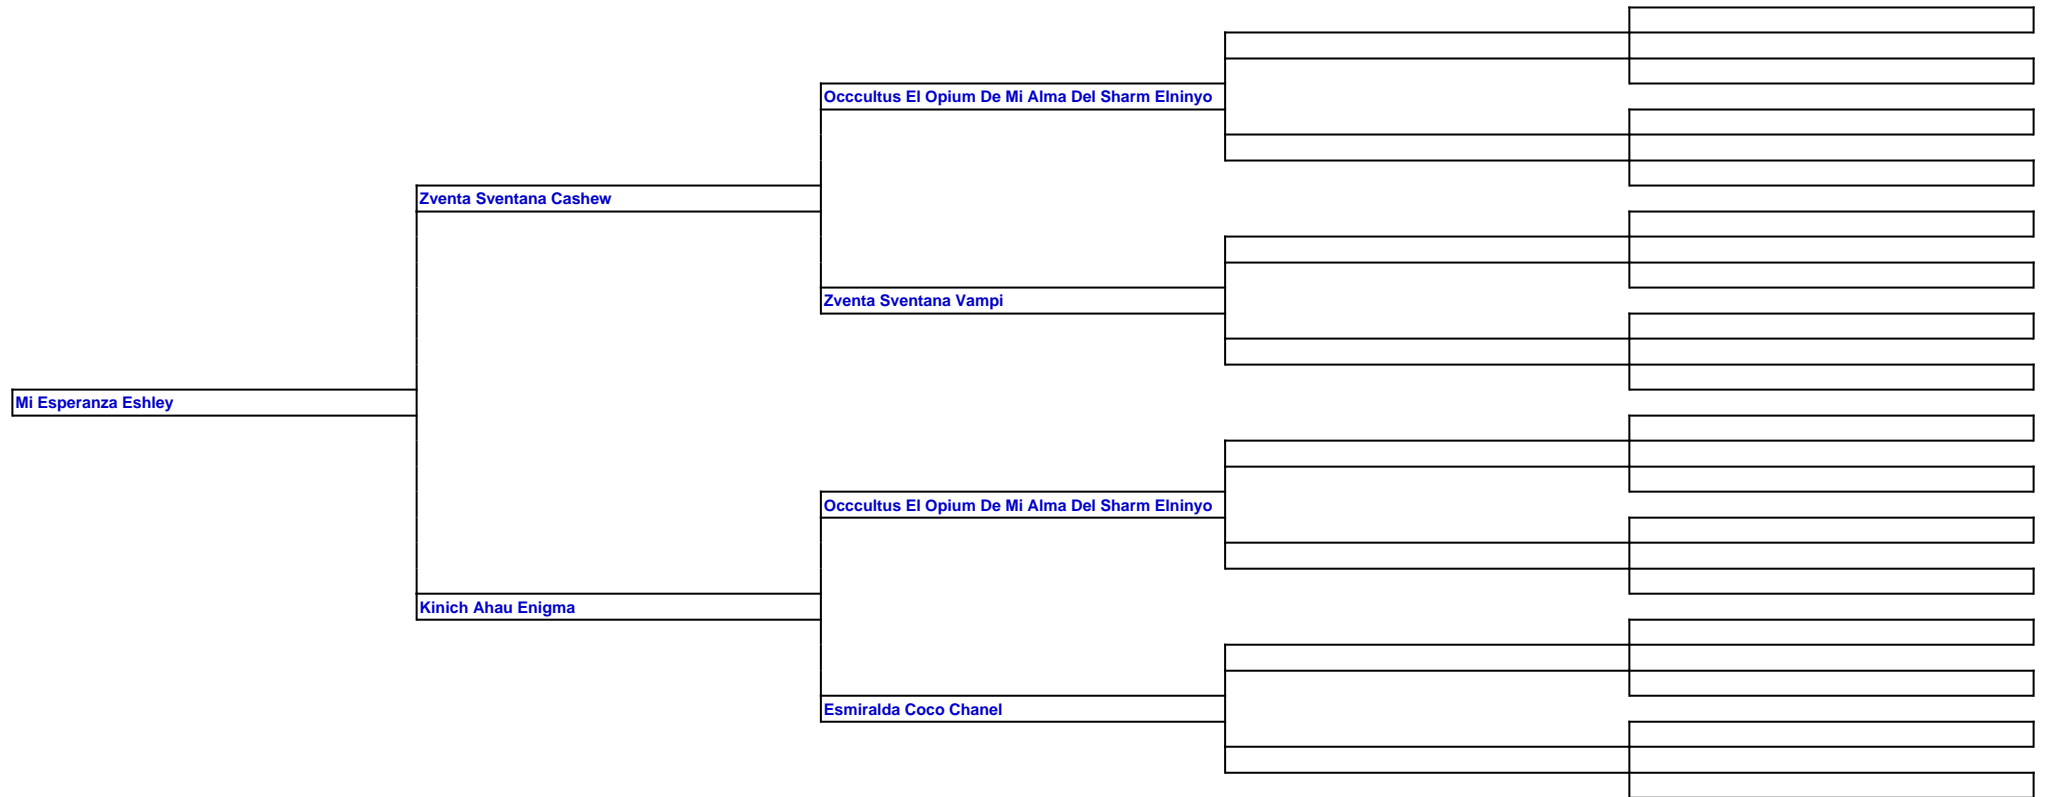 Occcultus El Opium De Mi Alma Del Sharm Elninyo
Zventa Sventana Cashew
Zventa Sventana Vampi
Mi Esperanza Eshley
Occcultus El Opium De Mi Alma Del Sharm Elninyo
Kinich Ahau Enigma
Esmiralda Coco Chanel